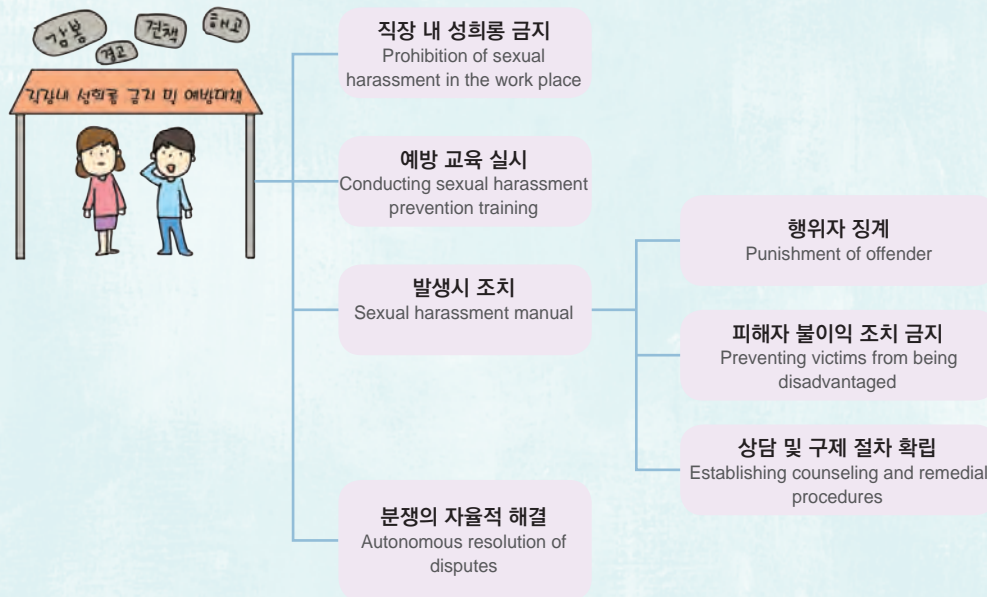 감봉
경고
견책
해고
직장내 성희롱 금지 및 예방대책
직장 내 성희롱 금지
Prohibition of sexual
harassment in the work place
예방 교육 실시
Conducting sexual harassment
prevention training
발생시 조치
Sexual harassment manual
분쟁의 자율적 해결
Autonomous resolution of
disputes
행위자 징계
Punishment of offender
피해자 불이익 조치 금지
Preventing victims from being
disadvantaged
상담 및 구제 절차 확립
Establishing counseling and remedial
procedures